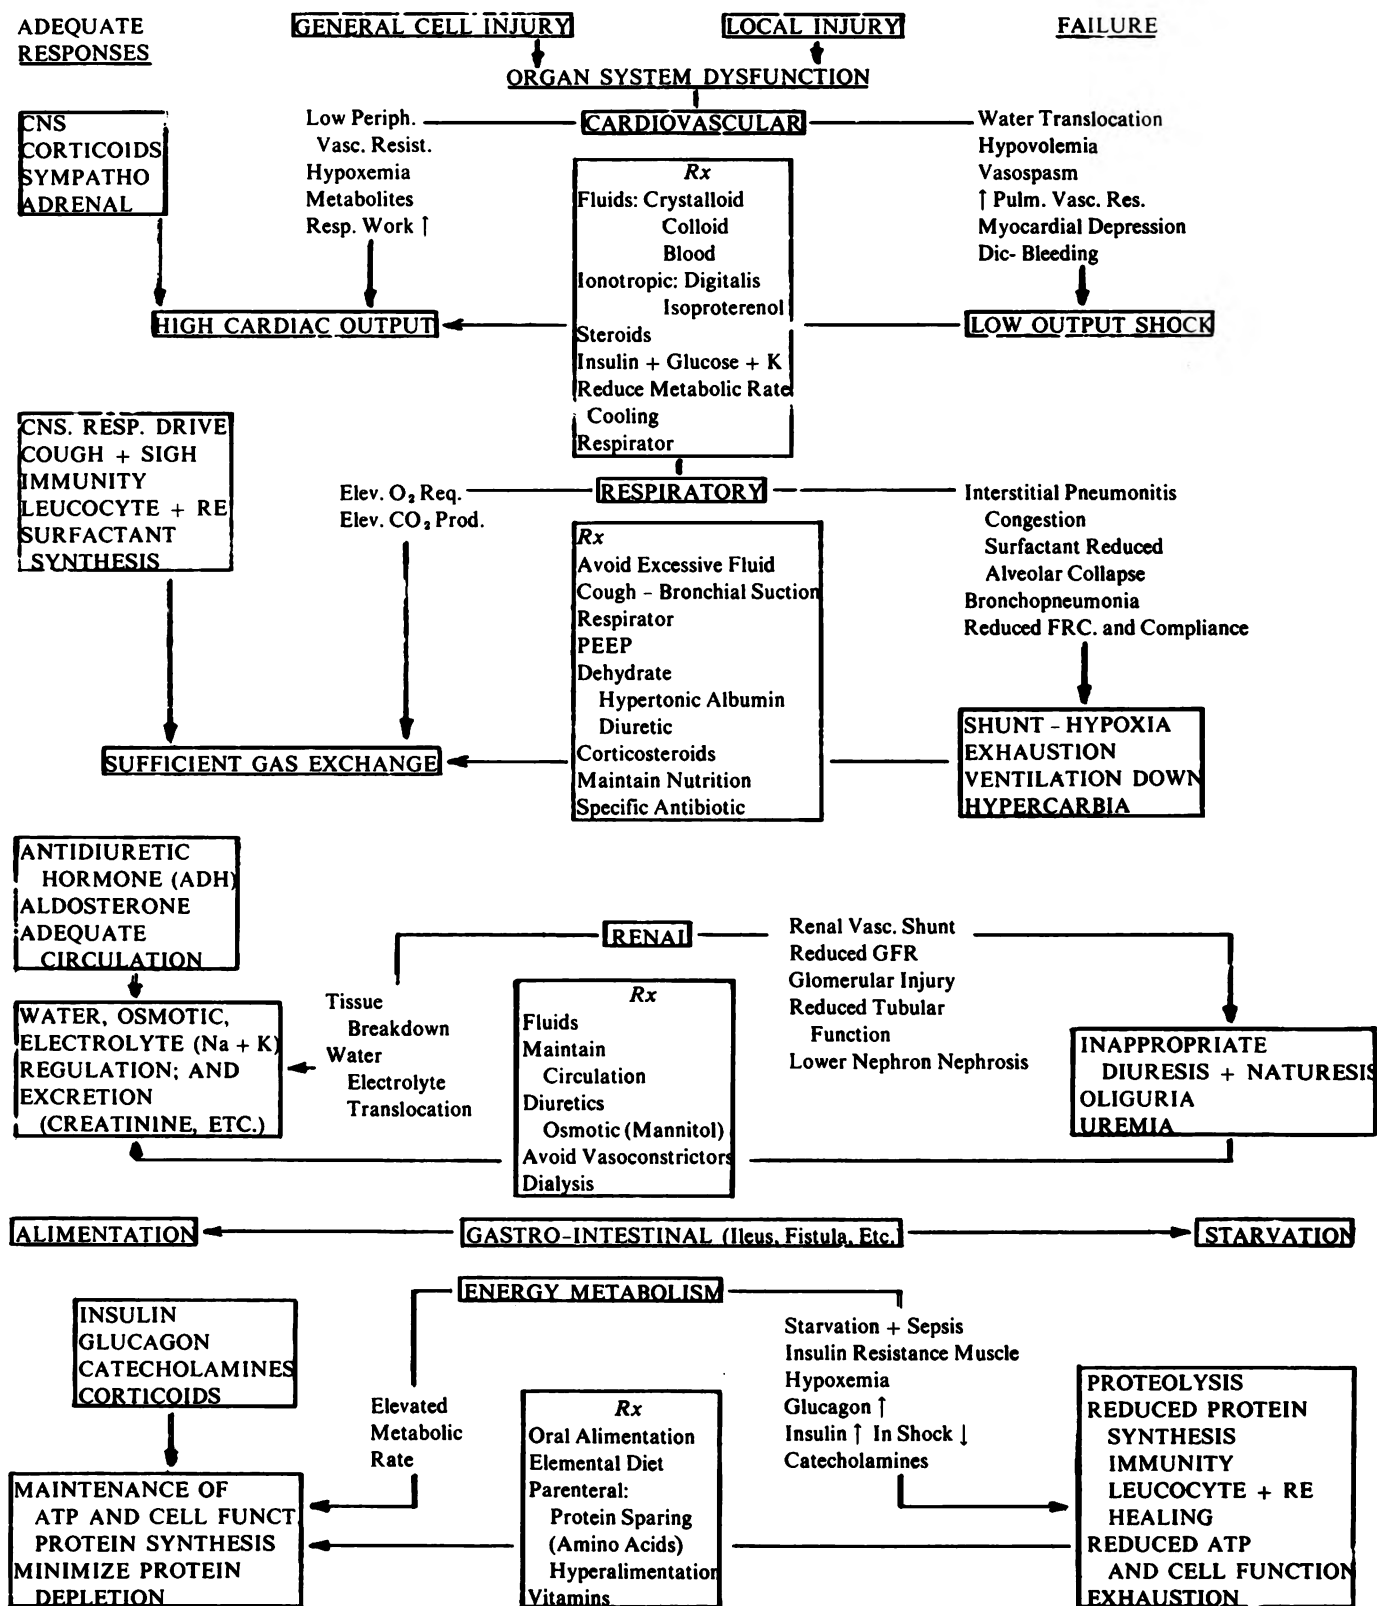 ADEQUATE
RESPONSES
GENERAL CELL INJURY
LOCAL INJURY
FAILURE
ORGAN SYSTEM DYSFUNCTION
CNS
CORTICOIDS
SYMPATHO
ADRENAL
Low Periph.
Vasc. Resist.
Hypoxemia
Metabolites
Resp. Work ↑
CARDIOVASCULAR
Water Translocation
Hypovolemia
Vasospasm
↑ Pulm. Vasc. Res.
Myocardial Depression
Dic- Bleeding
Rx
Fluids: Crystalloid
Colloid
Blood
Ionotropic: Digitalis
Isoproterenol
Steroids
Insulin + Glucose + K
Reduce Metabolic Rate
Cooling
Respirator
HIGH CARDIAC OUTPUT
LOW OUTPUT SHOCK
CNS. RESP. DRIVE
COUGH + SIGH
IMMUNITY
LEUCOCYTE + RE
SURFACTANT
SYNTHESIS
Elev. O₂ Req.
Elev. CO₂ Prod.
RESPIRATORY
Interstitial Pneumonitis
Congestion
Surfactant Reduced
Alveolar Collapse
Bronchopneumonia
Reduced FRC. and Compliance
Rx
Avoid Excessive Fluid
Cough – Bronchial Suction
Respirator
PEEP
Dehydrate
Hypertonic Albumin
Diuretic
Corticosteroids
Maintain Nutrition
Specific Antibiotic
SUFFICIENT GAS EXCHANGE
SHUNT – HYPOXIA
EXHAUSTION
VENTILATION DOWN
HYPERCARBIA
ANTIDIURETIC
HORMONE (ADH)
ALDOSTERONE
ADEQUATE
CIRCULATION
RENAL
Renal Vasc. Shunt
Reduced GFR
Glomerular Injury
Reduced Tubular
Function
Lower Nephron Nephrosis
WATER, OSMOTIC,
ELECTROLYTE (Na + K)
REGULATION; AND
EXCRETION
(CREATININE, ETC.)
Tissue
Breakdown
Water
Electrolyte
Translocation
Rx
Fluids
Maintain
Circulation
Diuretics
Osmotic (Mannitol)
Avoid Vasoconstrictors
Dialysis
INAPPROPRIATE
DIURESIS + NATURESIS
OLIGURIA
UREMIA
ALIMENTATION
GASTRO-INTESTINAL (Ileus, Fistula, Etc.)
STARVATION
ENERGY METABOLISM
INSULIN
GLUCAGON
CATECHOLAMINES
CORTICOIDS
Elevated
Metabolic
Rate
Starvation + Sepsis
Insulin Resistance Muscle
Hypoxemia
Glucagon ↑
Insulin ↑ In Shock ↓
Catecholamines
Rx
Oral Alimentation
Elemental Diet
Parenteral:
Protein Sparing
(Amino Acids)
Hyperalimentation
Vitamins
MAINTENANCE OF
ATP AND CELL FUNCT.
PROTEIN SYNTHESIS
MINIMIZE PROTEIN
DEPLETION
PROTEOLYSIS
REDUCED PROTEIN
SYNTHESIS
IMMUNITY
LEUCOCYTE + RE
HEALING
REDUCED ATP
AND CELL FUNCTION
EXHAUSTION